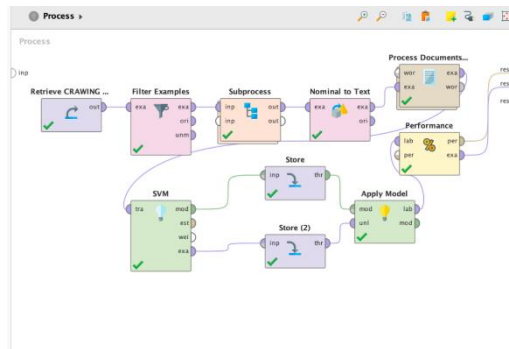 Process
Process
inp
res
res
res
Retrieve CRAWING ...
out
Filter Examples
exa
exa
ori
unm
Subprocess
inp
out
inp
out
Nominal to Text
exa
exa
ori
Process Documents...
wor
exa
exa
wor
Performance
lab
per
per
exa
SVM
tra
mod
est
wei
exa
Store
inp
thr
Store (2)
inp
thr
Apply Model
mod
lab
unl
mod